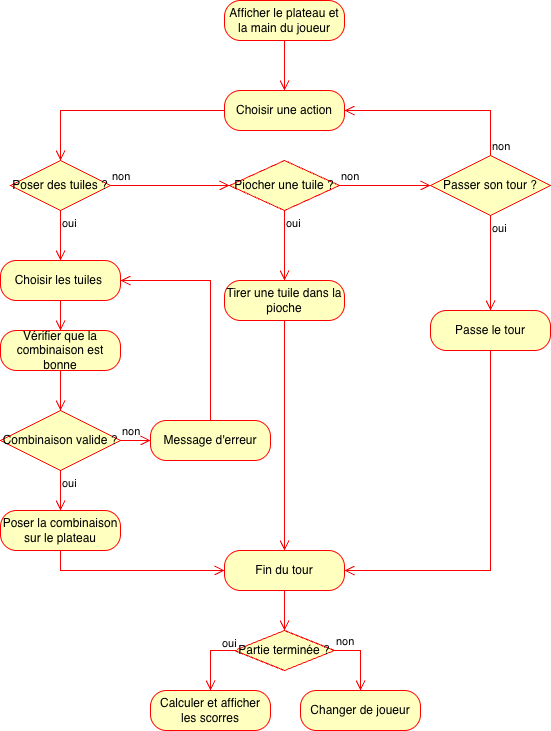 Afficher le plateau et
la main du joueur
Choisir une action
non
Poser des tuiles ?
non
Piocher une tuile ?
non
Passer son tour ?
oui
oui
oui
Choisir les tuiles
Tirer une tuile dans la
pioche
Passe le tour
Vérifier que la
combinaison est
bonne
Combinaison valide ?
non
Message d'erreur
oui
Poser la combinaison
sur le plateau
Fin du tour
oui
Partie terminée ?
non
Calculer et afficher
les scorres
Changer de joueur